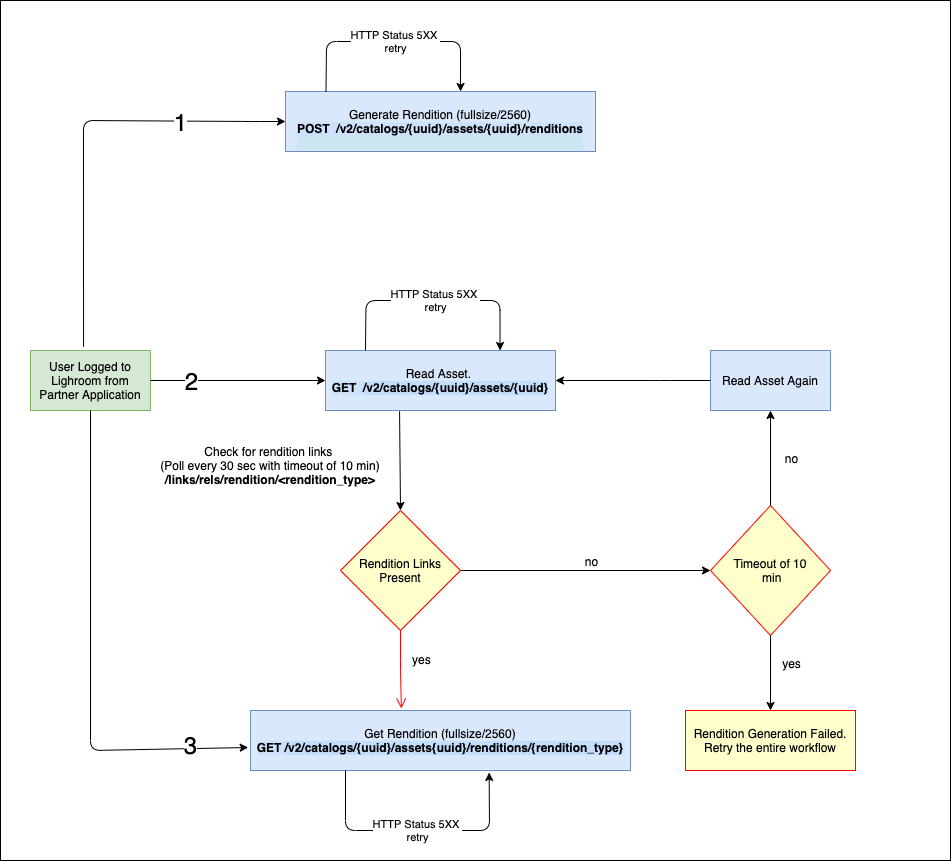 HTTP Status 5XX
retry
Generate Rendition (fullsize/2560)
POST /v2/catalogs/{uuid}/assets/{uuid}/renditions
1
HTTP Status 5XX
retry
User Logged to
Lighroom from
Partner Application
2
Read Asset.
GET /v2/catalogs/{uuid}/assets/{uuid}
Read Asset Again
Check for rendition links
(Poll every 30 sec with timeout of 10 min)
/links/rels/rendition/<rendition_type>
no
Rendition Links
Present
no
Timeout of 10
min
yes
yes
3
Get Rendition (fullsize/2560)
GET /v2/catalogs/{uuid}/assets{uuid}/renditions/{rendition_type}
Rendition Generation Failed.
Retry the entire workflow
HTTP Status 5XX
retry